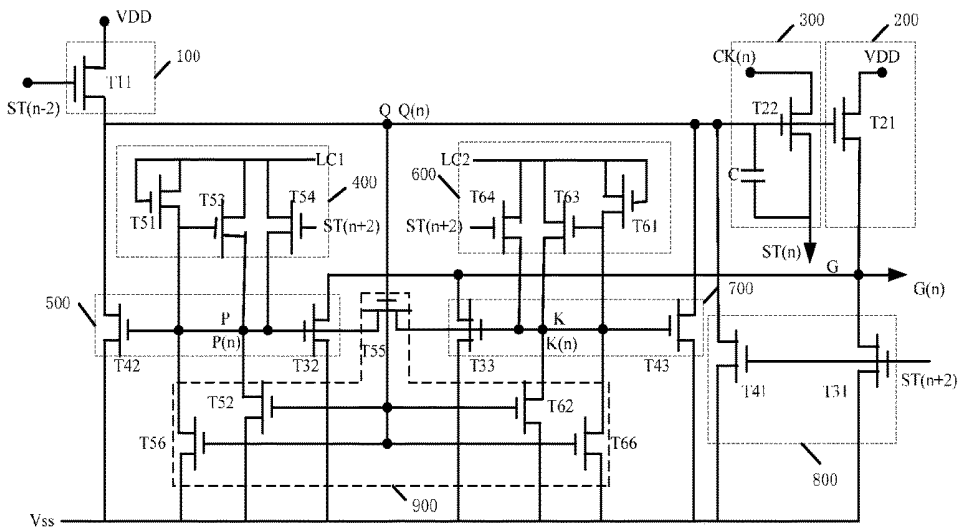 VDD
300
200
100
CK(n)
VDD
T11
ST(n-2)
Q Q(n)
T22
T21
LC1
LC2
C
T53
T54
400
600
T64
T63
T51
ST(n+2)
ST(n+2)
T61
ST(n)
G
G(n)
500
700
P
P(n)
K
K(n)
T42
T32
T55
T33
T43
T41
T31
ST(n+2)
T52
T62
T56
T66
800
900
Vss